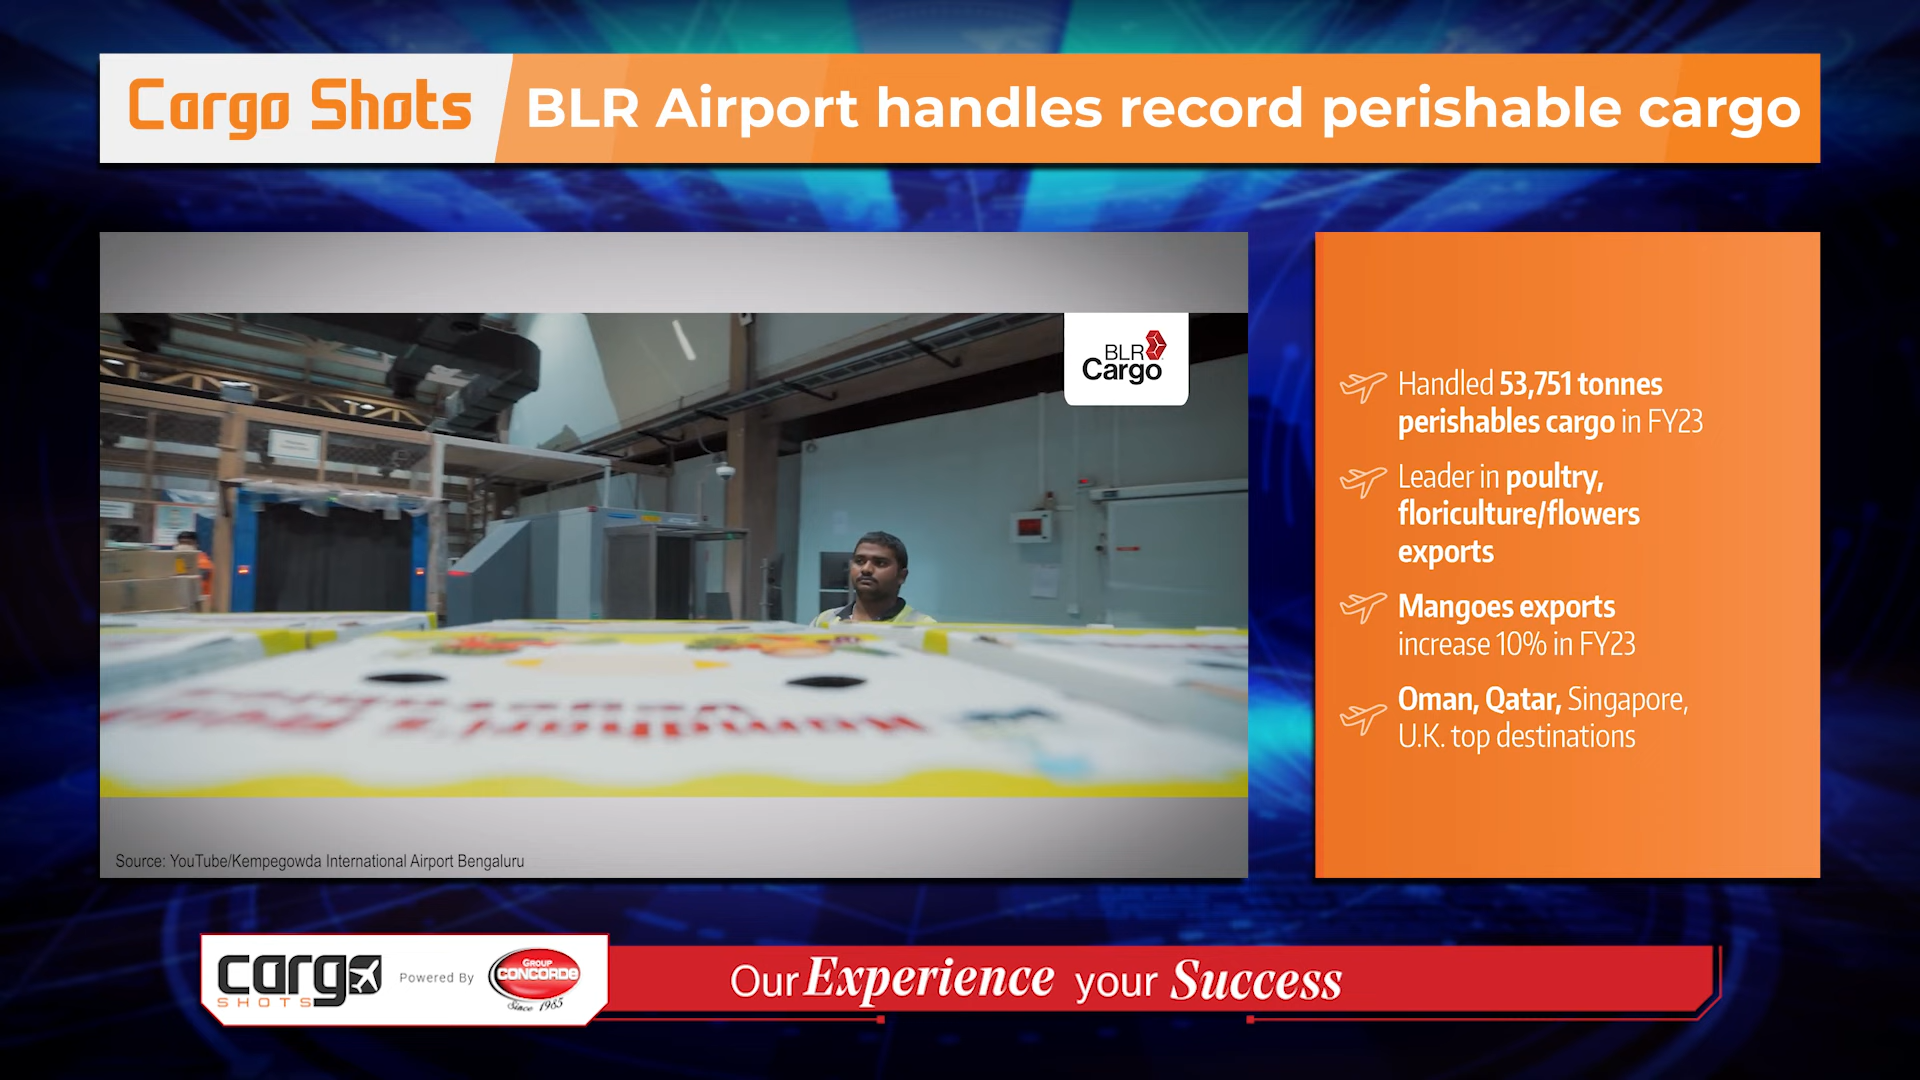 Cargo Shots
BLR Airport handles record perishable cargo
BLR
Cargo
Handled 53,751 tonnes
perishables cargo in FY23
Leader in poultry,
floriculture/flowers
exports
Mangoes exports
increase 10% in FY23
Oman, Qatar, Singapore,
U.K. top destinations
Source: YouTube/Kempegowda International Airport Bengaluru
cargo
SHOTS
Powered By
GROUP
CONCORDE
Since 1985
Our Experience your Success